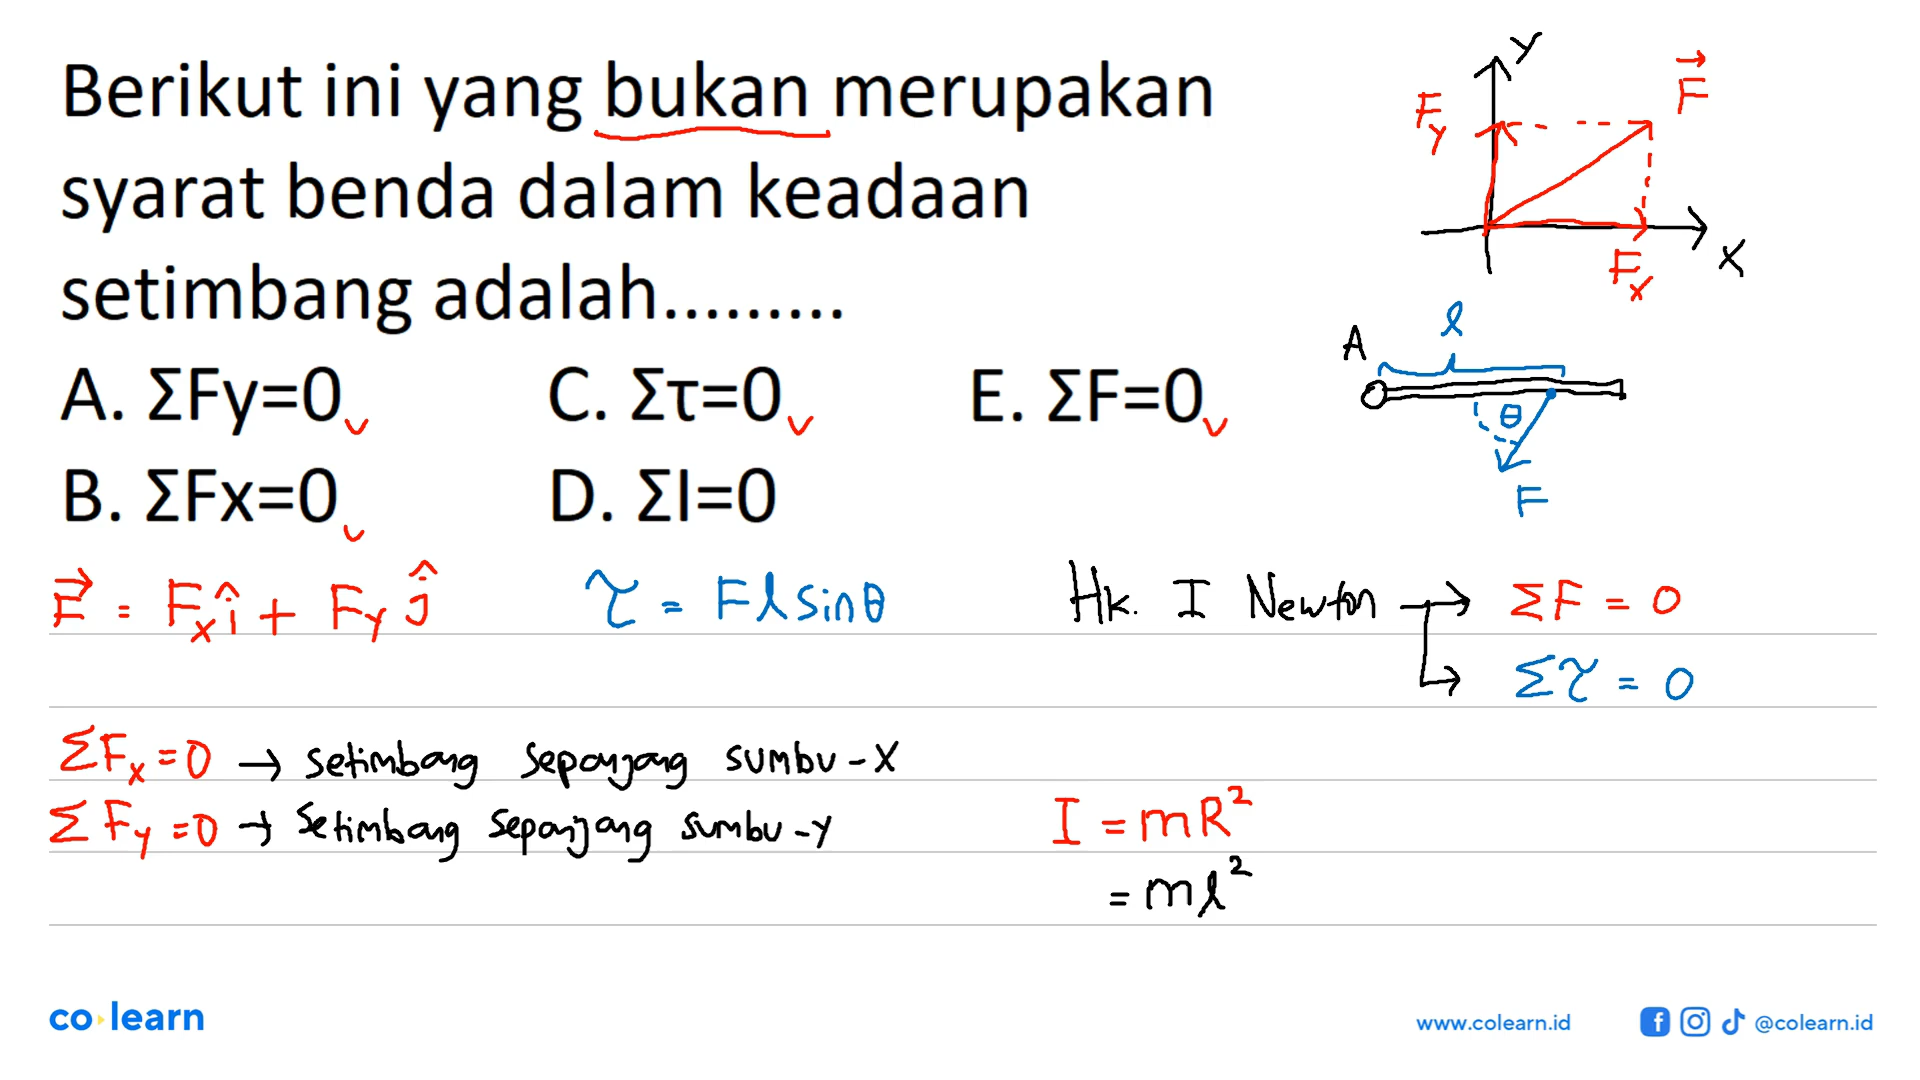 Berikut ini yang bukan merupakan
syarat benda dalam keadaan
setimbang adalah.........
A. ΣFy=0 C. Στ=0 E. ΣF=0
B. ΣFx=0 D. ΣI=0
Y
F⃗
Fy
Fx
X
A
l
θ
F
F⃗ = Fx î + Fy ĵ
τ = F l sin θ
Hk. I Newton → ΣF = 0
→ Στ = 0
ΣFx = 0 → setimbang sepanjang sumbu-X
ΣFy = 0 → setimbang sepanjang sumbu-Y
I = mR²
= ml²
co learn
www.colearn.id @colearn.id